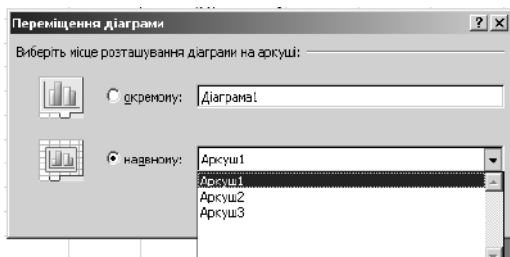 Переміщення діаграми
Виберіть місце розташування діаграми на аркуші:
окремому: Діаграма1
наявному: Аркуш1
Аркуш1
Аркуш2
Аркуш3